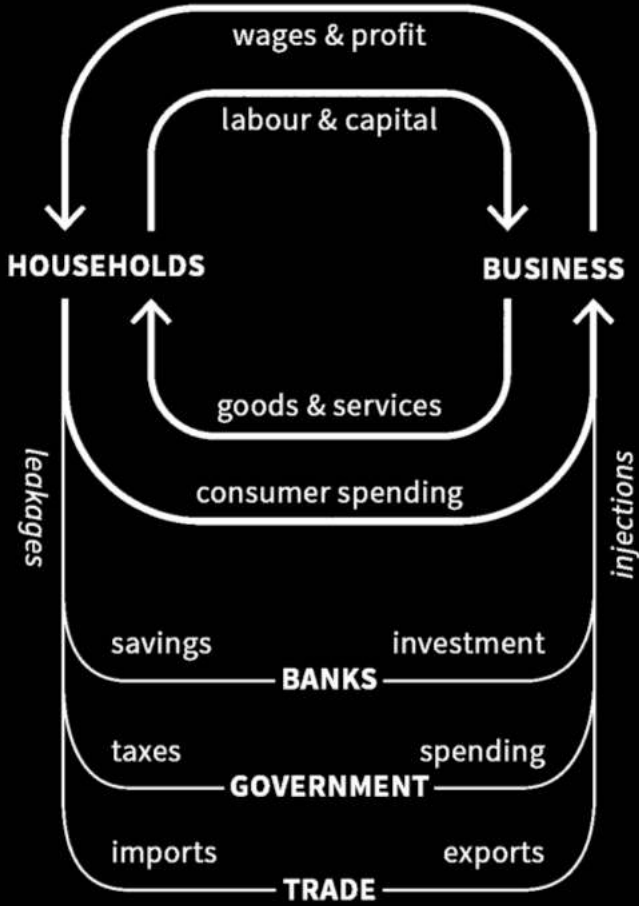 wages & profit
labour & capital
HOUSEHOLDS
BUSINESS
goods & services
consumer spending
leakages
injections
savings
investment
BANKS
taxes
spending
GOVERNMENT
imports
exports
TRADE